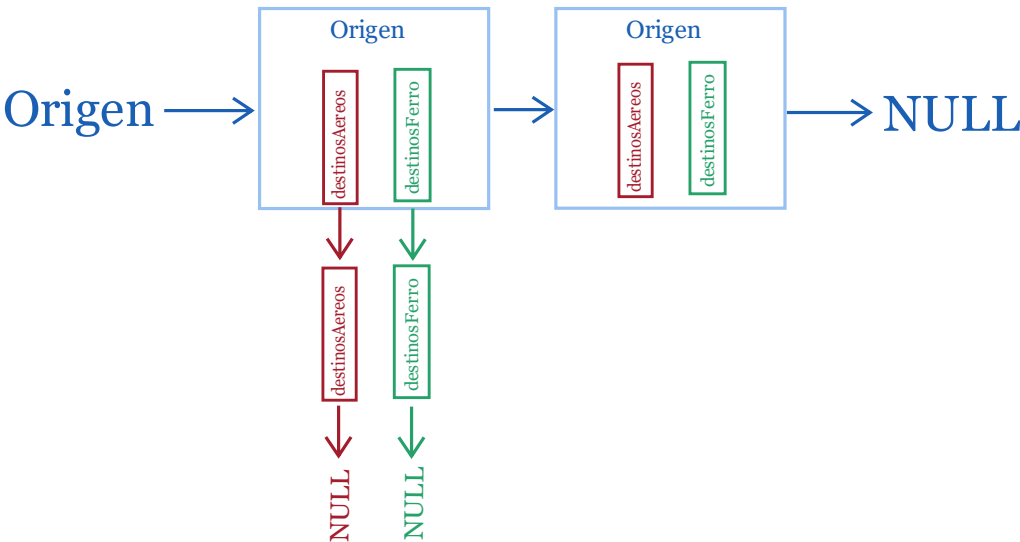 Origen
Origen
destinosAereos
destinosFerro
Origen
destinosAereos
destinosFerro
NULL
destinosAereos
destinosFerro
NULL
NULL